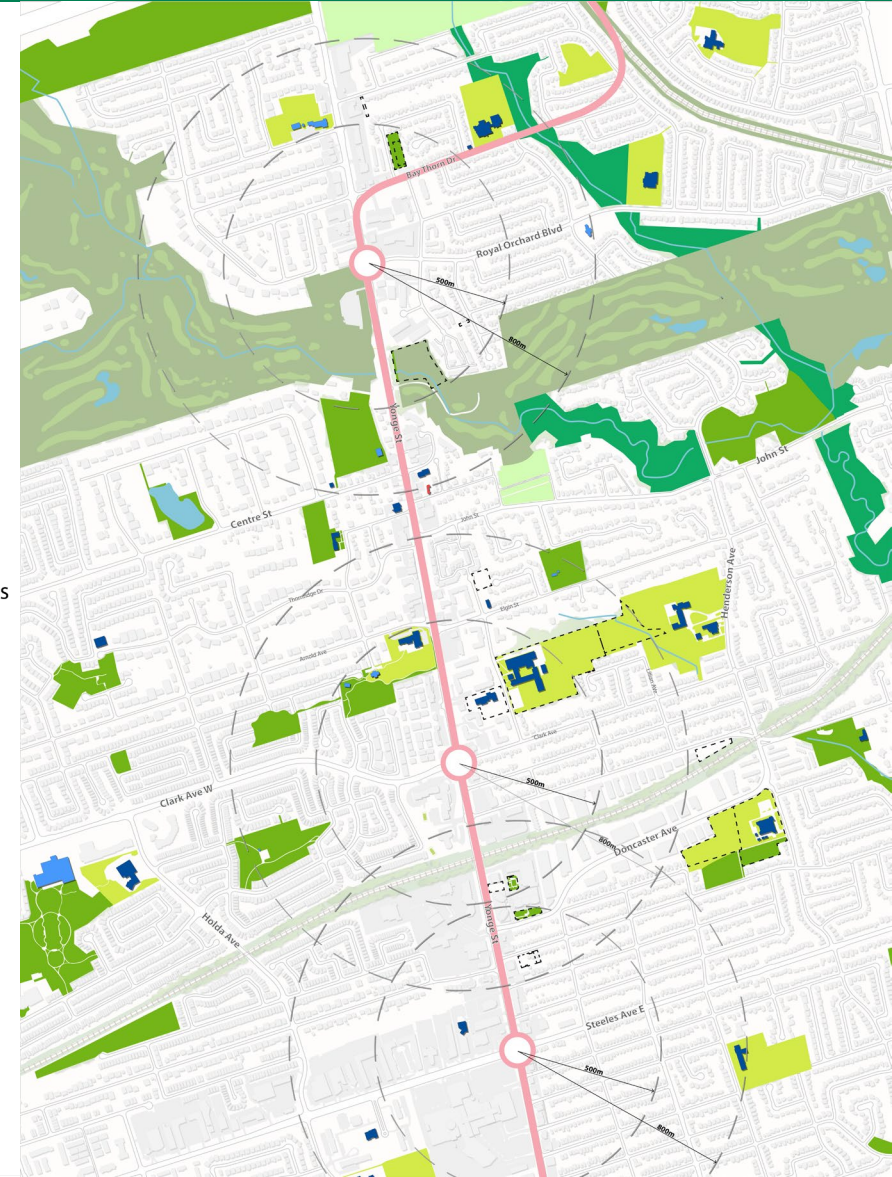 Bay Thorn Dr
Royal Orchard Blvd
500m
800m
Yonge St
John St
Centre St
John St
Henderson Ave
Thornridge Dr
Elgin St
S
Arnold Ave
Clark Ave
500m
Clark Ave W
Doncaster Ave
800m
Yonge St
Holda Ave
Steeles Ave E
500m
800m